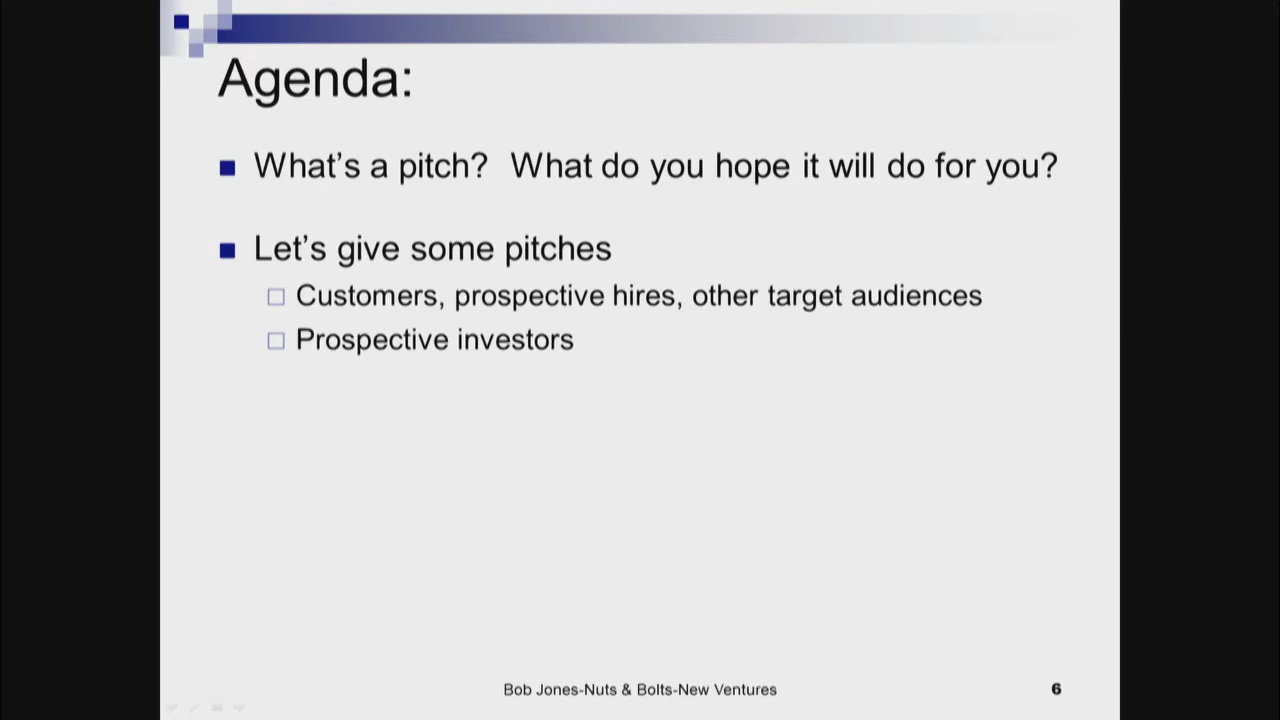 Agenda:
What's a pitch?  What do you hope it will do for you?
Let's give some pitches
Customers, prospective hires, other target audiences
Prospective investors
Bob Jones-Nuts & Bolts-New Ventures
6